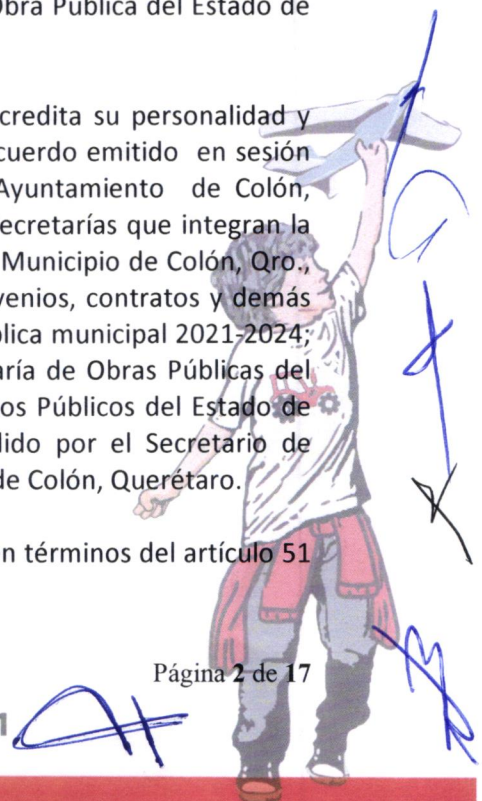 Obra Pública del Estado de
credita su personalidad y
cuerdo emitido en sesión
Ayuntamiento de Colón,
ecretarías que integran la
Municipio de Colón, Qro.,
venios, contratos y demás
blica municipal 2021-2024;
aría de Obras Públicas del
os Públicos del Estado de
dido por el Secretario de
de Colón, Querétaro.
n términos del artículo 51
Página 2 de 17
1